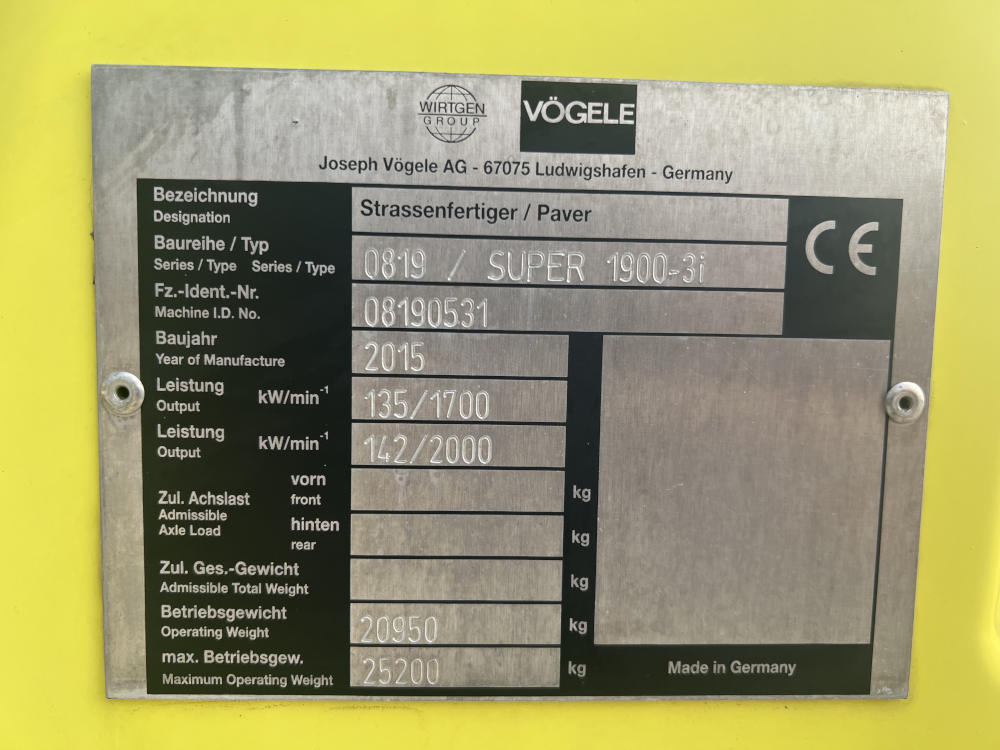 WIRTGEN
GROUP
VÖGELE
Joseph Vögele AG - 67075 Ludwigshafen - Germany
Bezeichnung
Designation
Strassenfertiger / Paver
Baureihe / Typ
Series / Type Series / Type
0819 / SUPER 1900-3i
CE
Fz.-Ident.-Nr.
Machine I.D. No.
08190531
Baujahr
Year of Manufacture
2015
Leistung
Output
kW/min⁻¹
135/1700
Leistung
Output
kW/min⁻¹
142/2000
Zul. Achslast
Admissible
Axle Load
vorn
front
kg
hinten
rear
kg
Zul. Ges.-Gewicht
Admissible Total Weight
kg
Betriebsgewicht
Operating Weight
20950
kg
max. Betriebsgew.
Maximum Operating Weight
25200
kg
Made in Germany